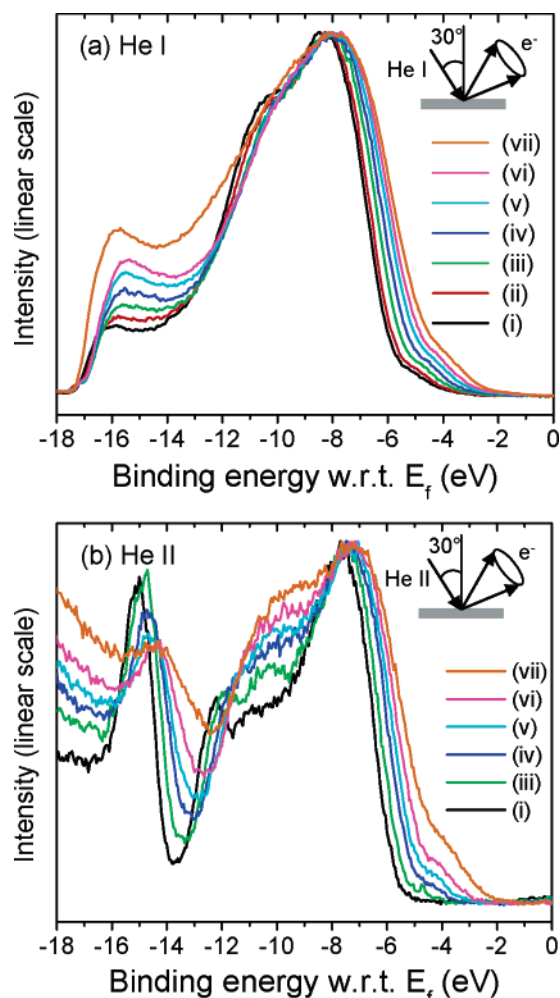 (a) He I
30°
e⁻
He I
(vii)
(vi)
(v)
(iv)
(iii)
(ii)
(i)
Intensity (linear scale)
-18 -16 -14 -12 -10 -8 -6 -4 -2 0
Binding energy w.r.t. E_f (eV)
(b) He II
30°
e⁻
He II
(vii)
(vi)
(v)
(iv)
(iii)
(i)
Intensity (linear scale)
-18 -16 -14 -12 -10 -8 -6 -4 -2 0
Binding energy w.r.t. E_f (eV)